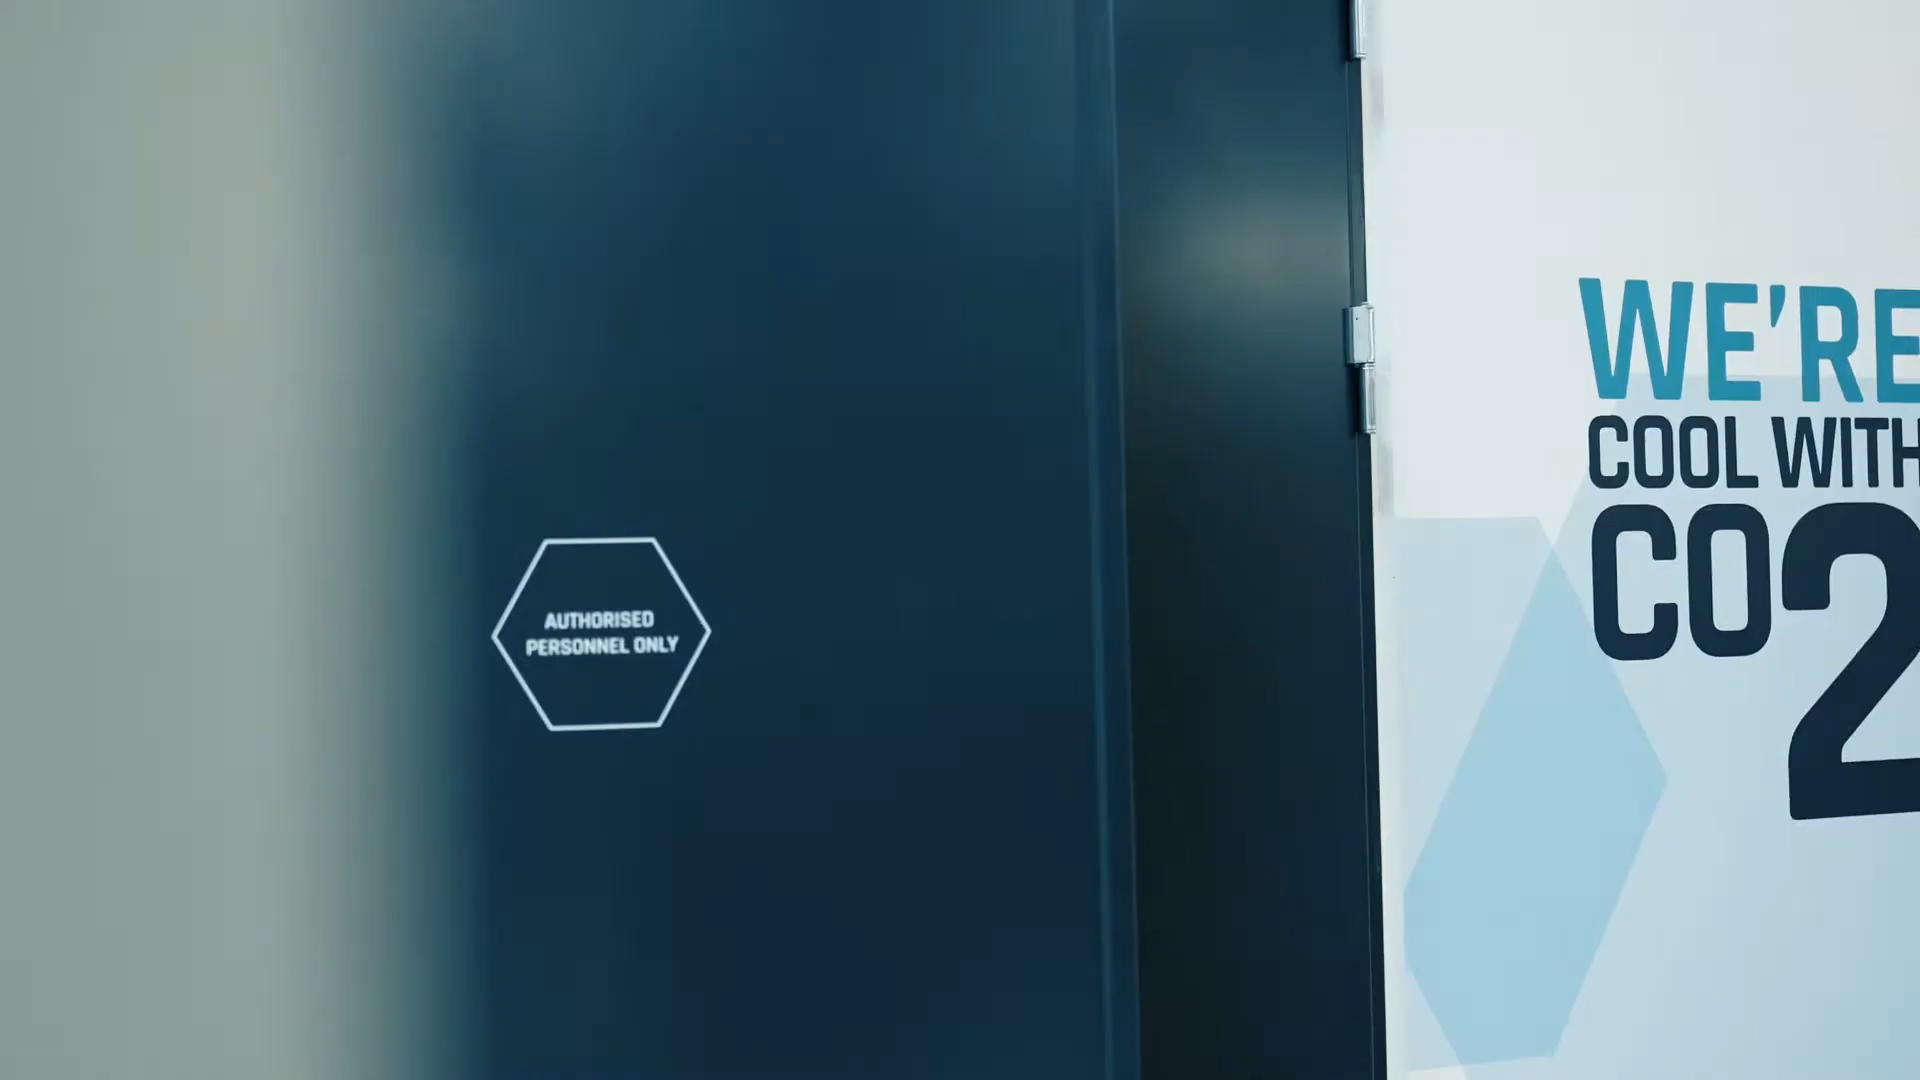 AUTHORISED
PERSONNEL ONLY
WE'RE
COOL WITH
CO2